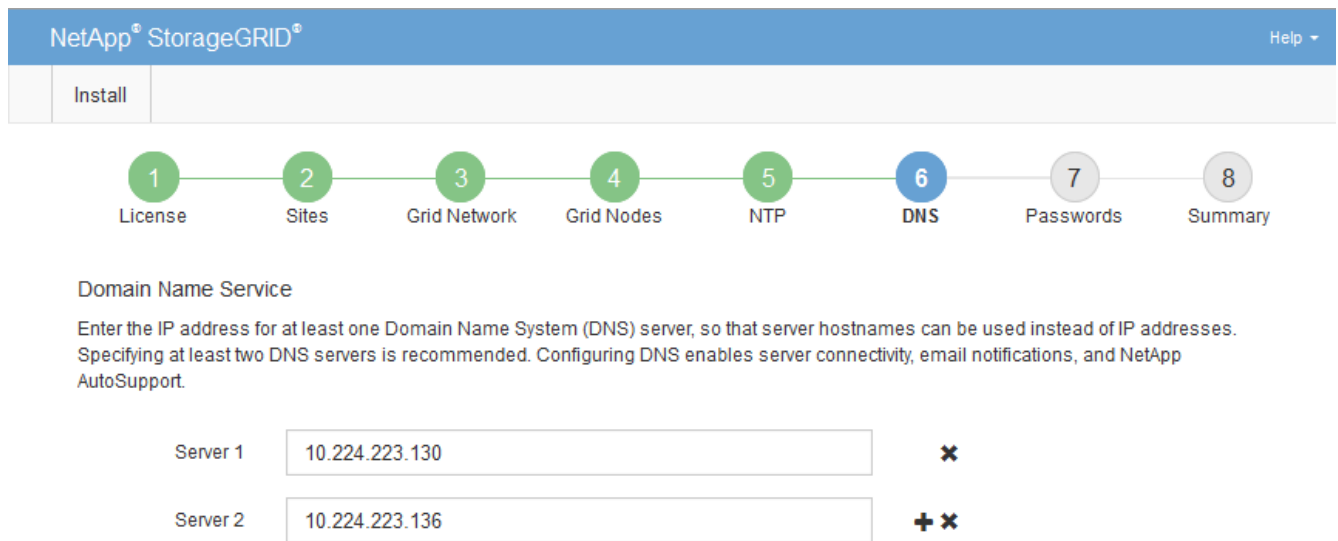 NetApp® StorageGRID®
Help
Install
1
2
3
4
5
6
7
8
License
Sites
Grid Network
Grid Nodes
NTP
DNS
Passwords
Summary
Domain Name Service
Enter the IP address for at least one Domain Name System (DNS) server, so that server hostnames can be used instead of IP addresses.
Specifying at least two DNS servers is recommended. Configuring DNS enables server connectivity, email notifications, and NetApp
AutoSupport.
Server 1 10.224.223.130
Server 2 10.224.223.136